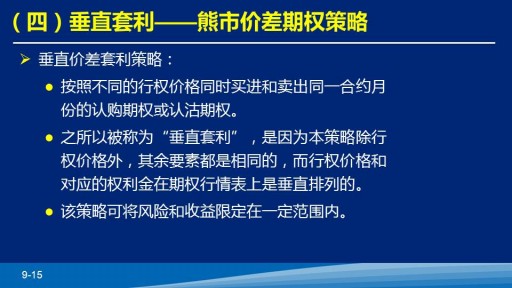 （四）垂直套利——熊市价差期权策略
垂直价差套利策略：
按照不同的行权价格同时买进和卖出同一合约月
份的认购期权或认沽期权。
之所以被称为“垂直套利”，是因为本策略除行
权价格外，其余要素都是相同的，而行权价格和
对应的权利金在期权行情表上是垂直排列的。
该策略可将风险和收益限定在一定范围内。
9-15